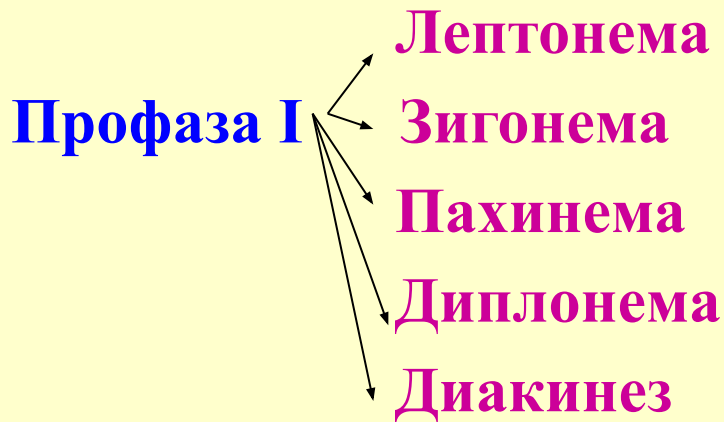 Профаза I
Лептонема
Зигонема
Пахинема
Диплонема
Диакинез